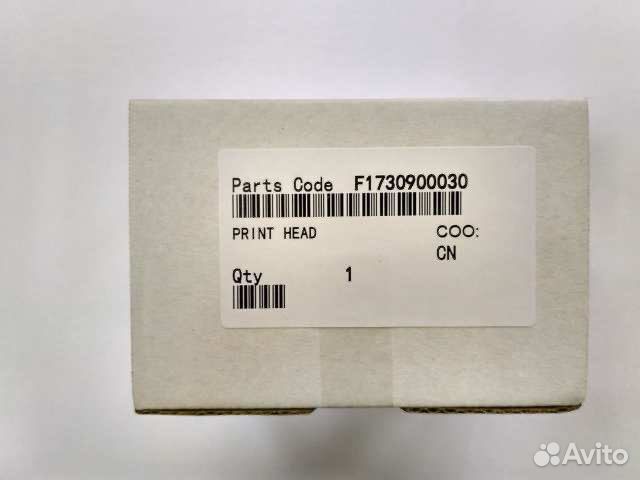 Parts Code F1730900030
PRINT HEAD COO:
CN
Qty 1
Avito